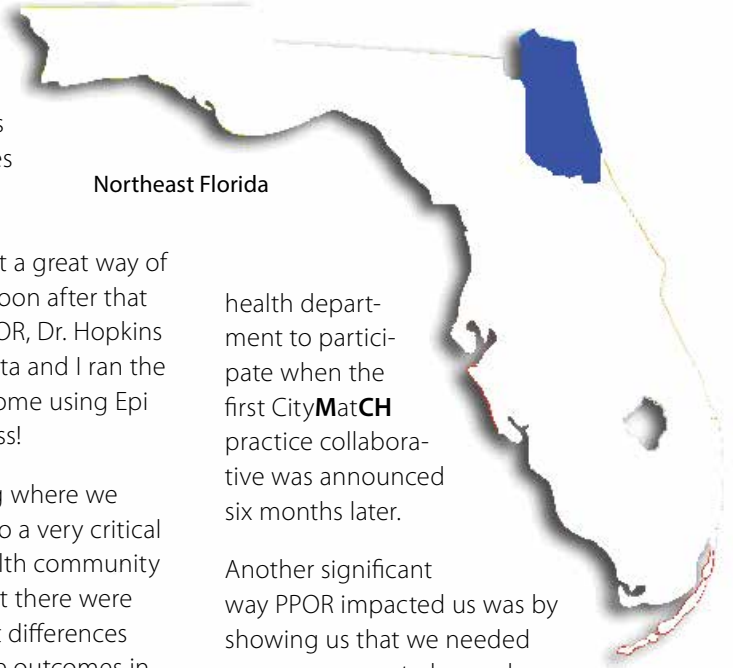 s
es
Northeast Florida
t a great way of
oon after that
OR, Dr. Hopkins
ta and I ran the
ome using Epi
ss!
g where we
o a very critical
lth community
t there were
t differences
health depart-
ment to partici-
pate when the
first CityMatCH
practice collabora-
tive was announced
six months later.
Another significant
way PPOR impacted us was by
showing us that we needed